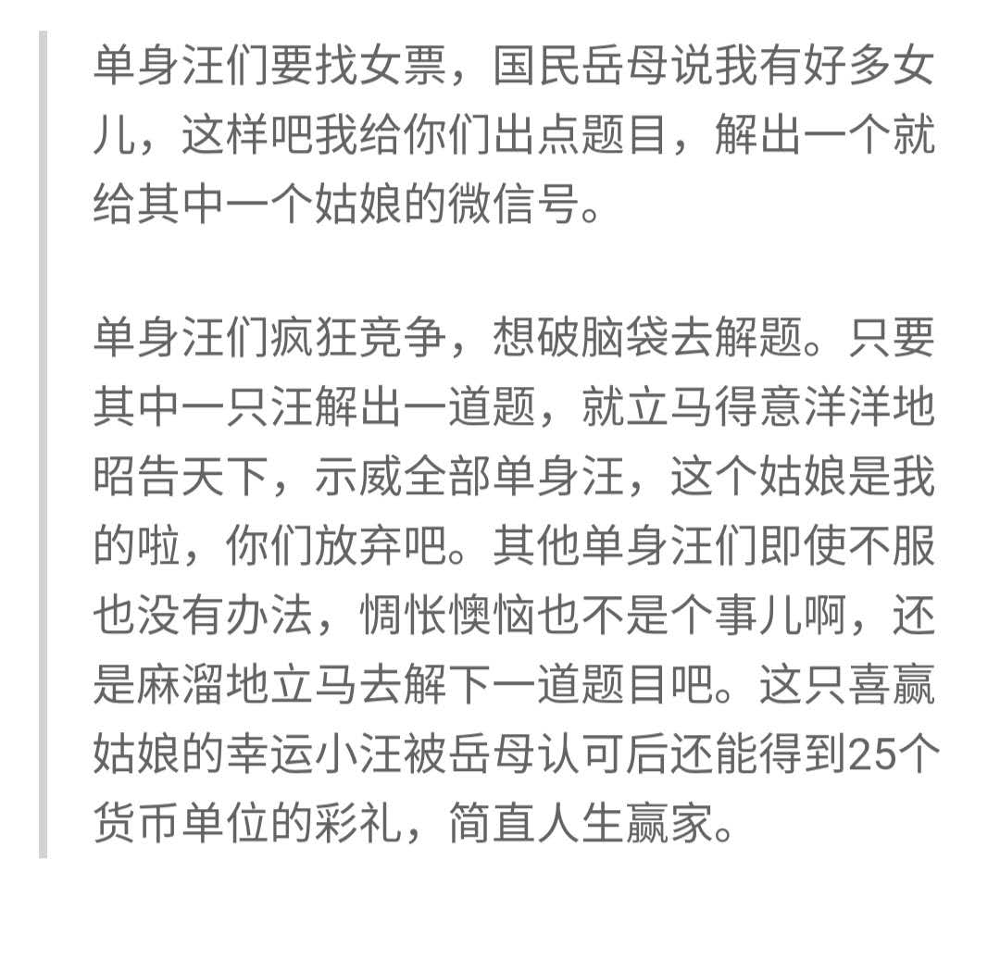 单身汪们要找女票，国民岳母说我有好多女
儿，这样吧我给你们出点题目，解出一个就
给其中一个姑娘的微信号。
单身汪们疯狂竞争，想破脑袋去解题。只要
其中一只汪解出一道题，就立马得意洋洋地
昭告天下，示威全部单身汪，这个姑娘是我
的啦，你们放弃吧。其他单身汪们即使不服
也没有办法，惆怅懊恼也不是个事儿啊，还
是麻溜地立马去解下一道题目吧。这只喜赢
姑娘的幸运小汪被岳母认可后还能得到25个
货币单位的彩礼，简直人生赢家。